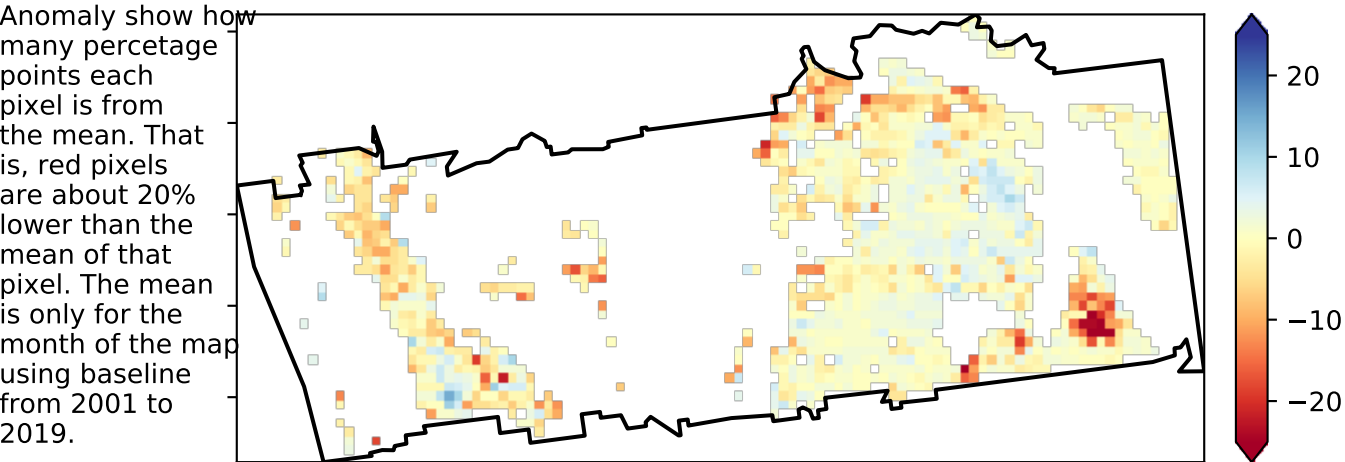 Anomaly show how
many percetage
points each
pixel is from
the mean. That
is, red pixels
are about 20%
lower than the
mean of that
pixel. The mean
is only for the
month of the map
using baseline
from 2001 to
2019.
20
10
0
−10
−20